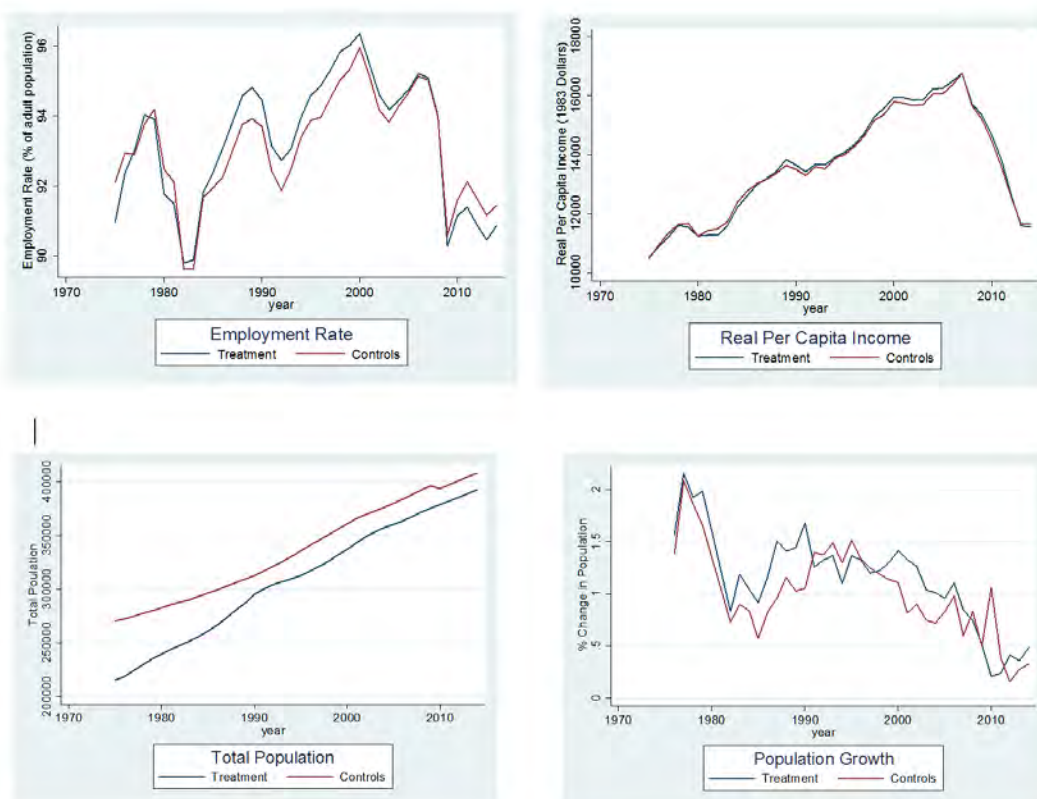 Employment Rate (% of adult population)
96
94
92
90
1970 1980 1990 2000 2010
year
Employment Rate
Treatment Controls
Real Per Capita Income (1983 Dollars)
18000
16000
14000
12000
10000
1970 1980 1990 2000 2010
year
Real Per Capita Income
Treatment Controls
Total Poulation
400000
350000
300000
250000
200000
1970 1980 1990 2000 2010
year
Total Population
Treatment Controls
% Change in Population
2
1.5
1
.5
0
1970 1980 1990 2000 2010
year
Population Growth
Treatment Controls